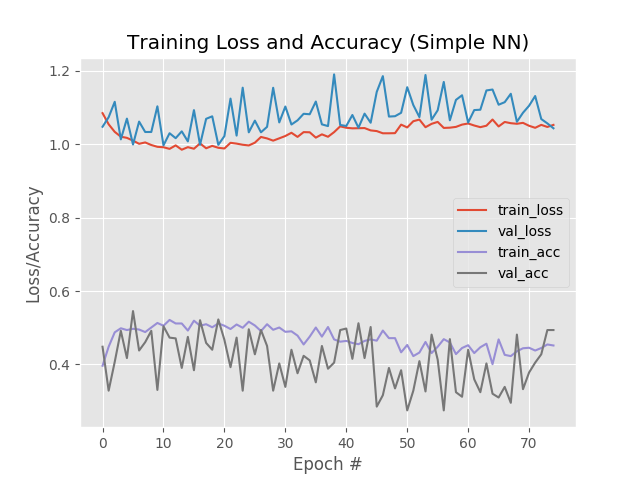 Training Loss and Accuracy (Simple NN)
1.2
1.0
0.8
0.6
0.4
Loss/Accuracy
train_loss
val_loss
train_acc
val_acc
0 10 20 30 40 50 60 70
Epoch #